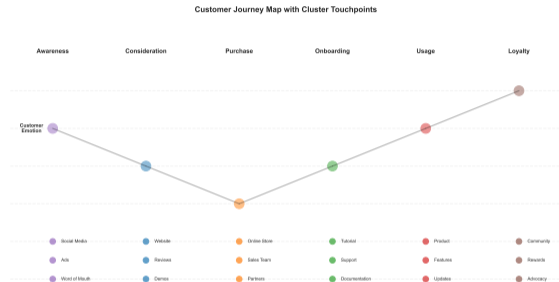 Customer Journey Map with Cluster Touchpoints
Awareness Consideration Purchase Onboarding Usage Loyalty
Customer
Emotion
Social Media Website Online Store Tutorial Product Community
Ads Reviews Sales Team Support Features Rewards
Word of Mouth Demos Partners Documentation Updates Advocacy